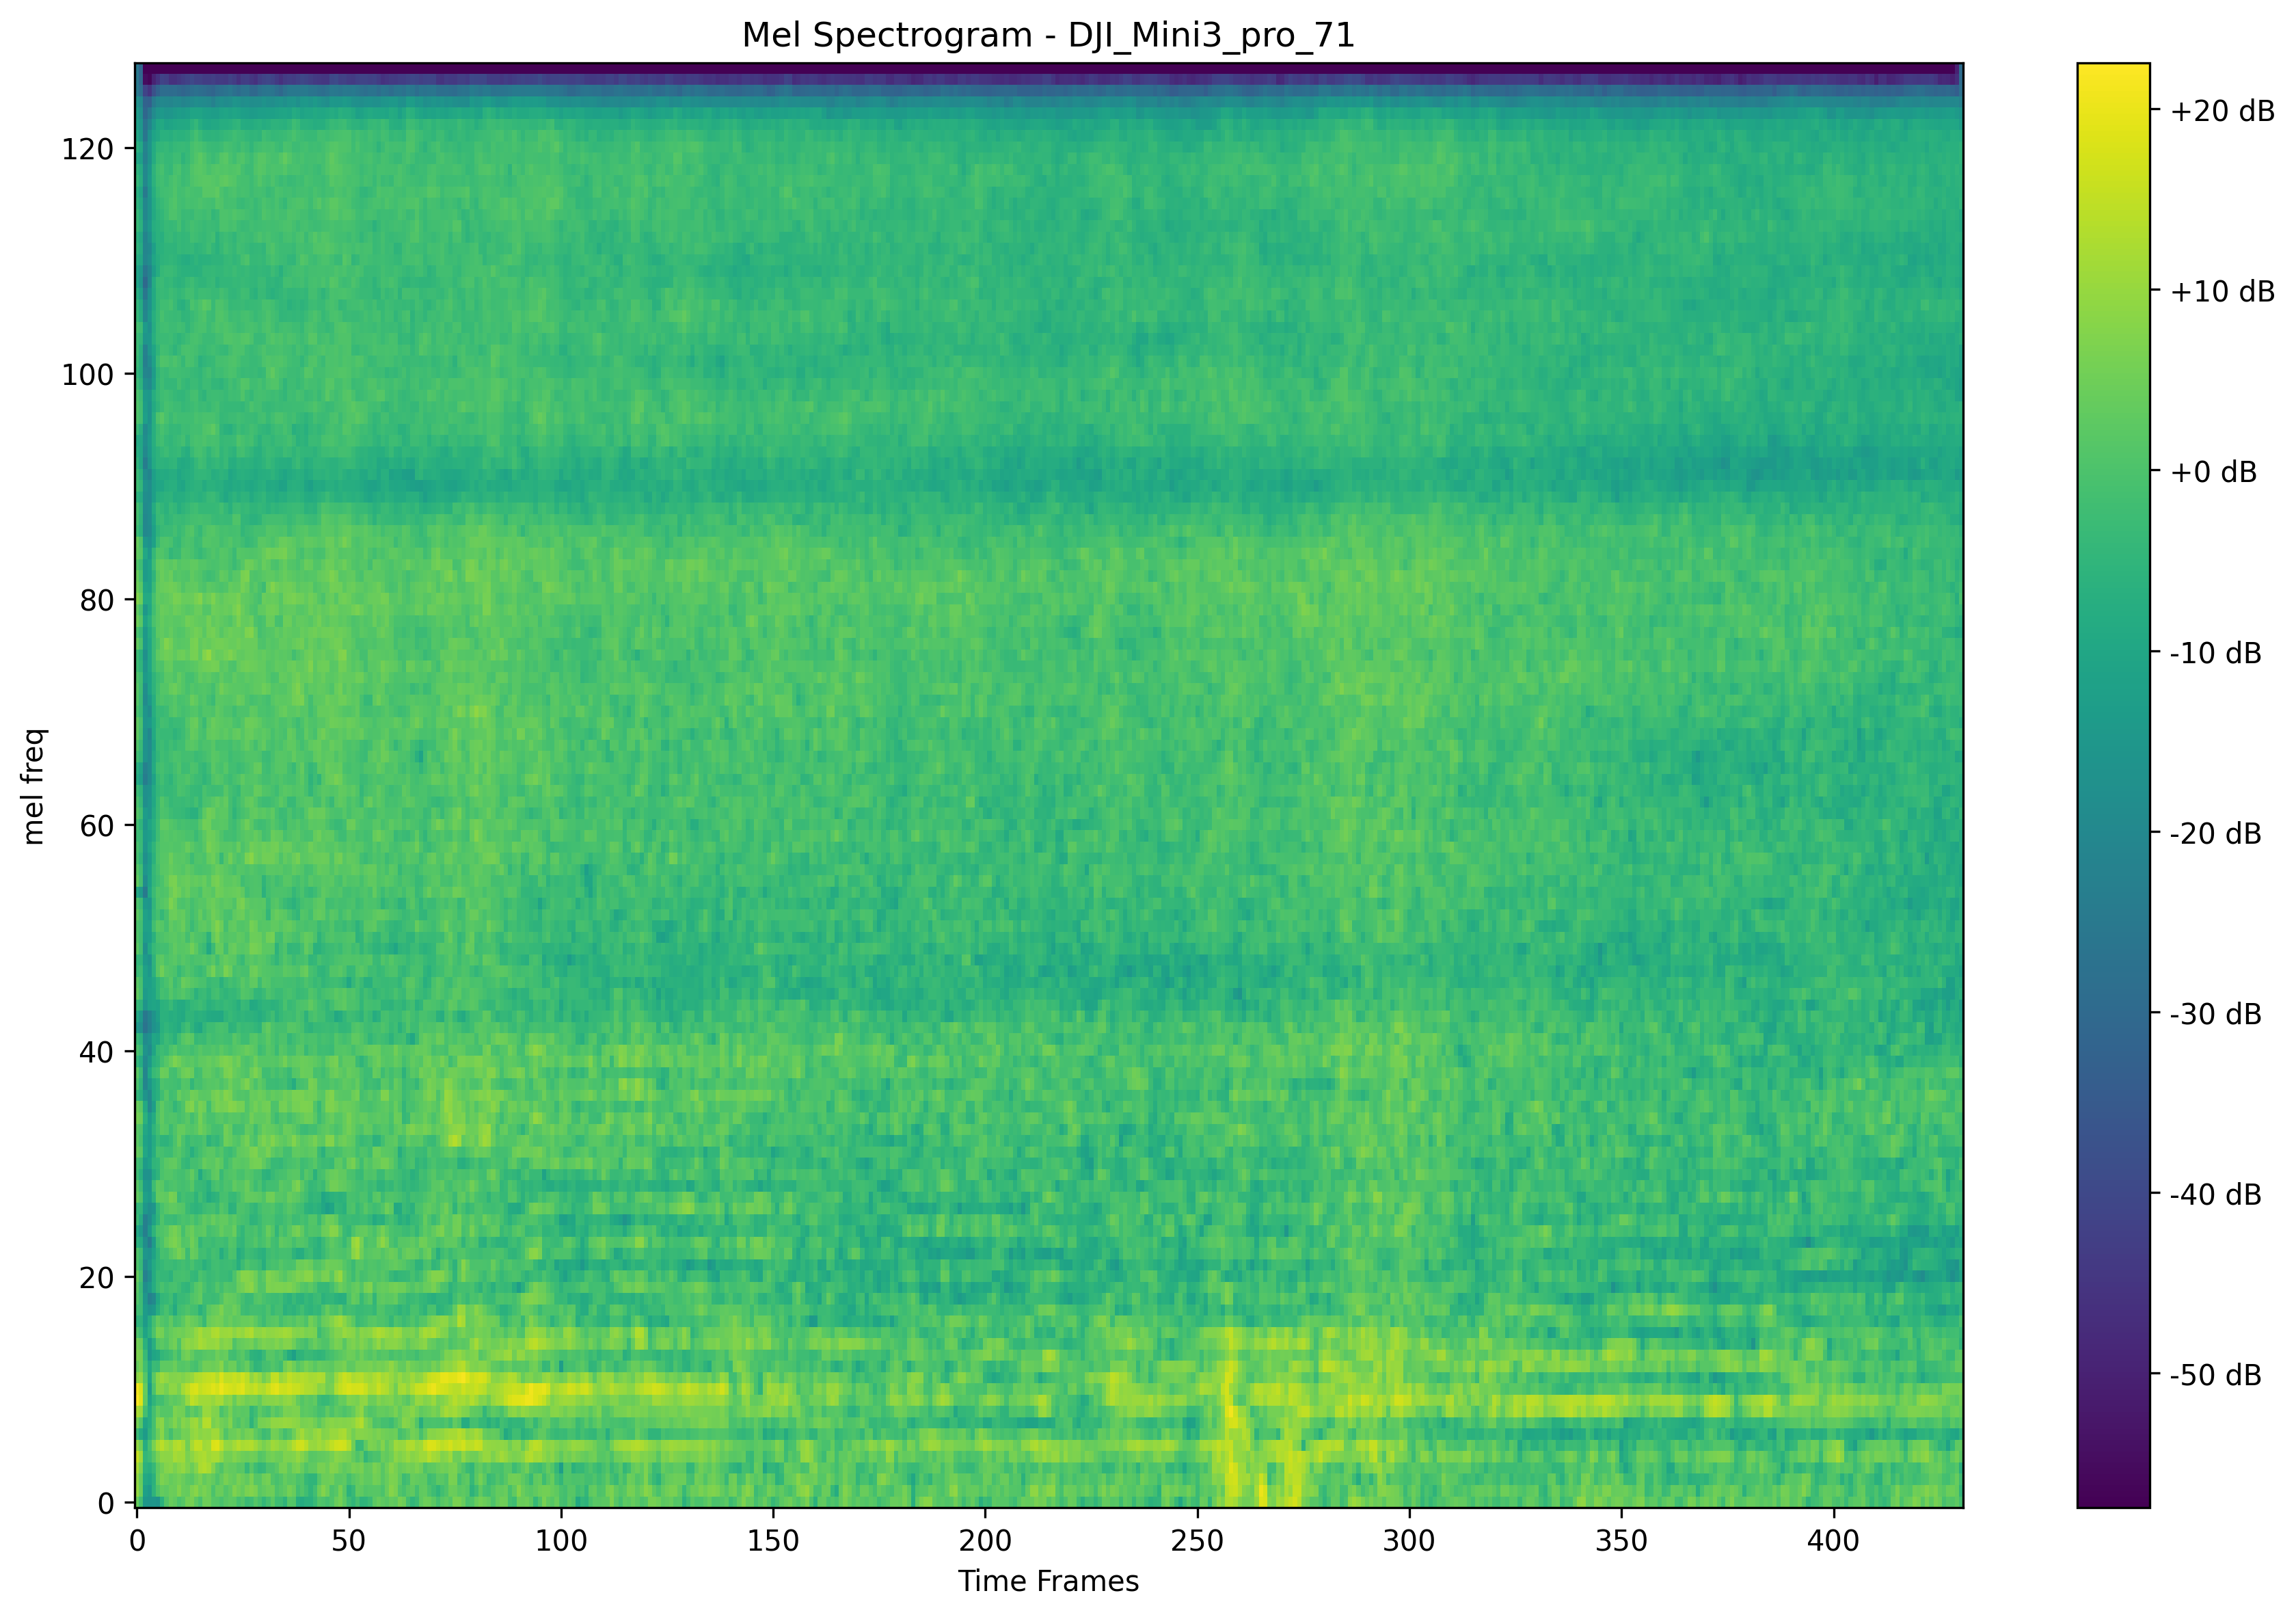 Mel Spectrogram - DJI_Mini3_pro_71
mel freq
120
100
80
60
40
20
0
0 50 100 150 200 250 300 350 400
Time Frames
+20 dB
+10 dB
+0 dB
-10 dB
-20 dB
-30 dB
-40 dB
-50 dB